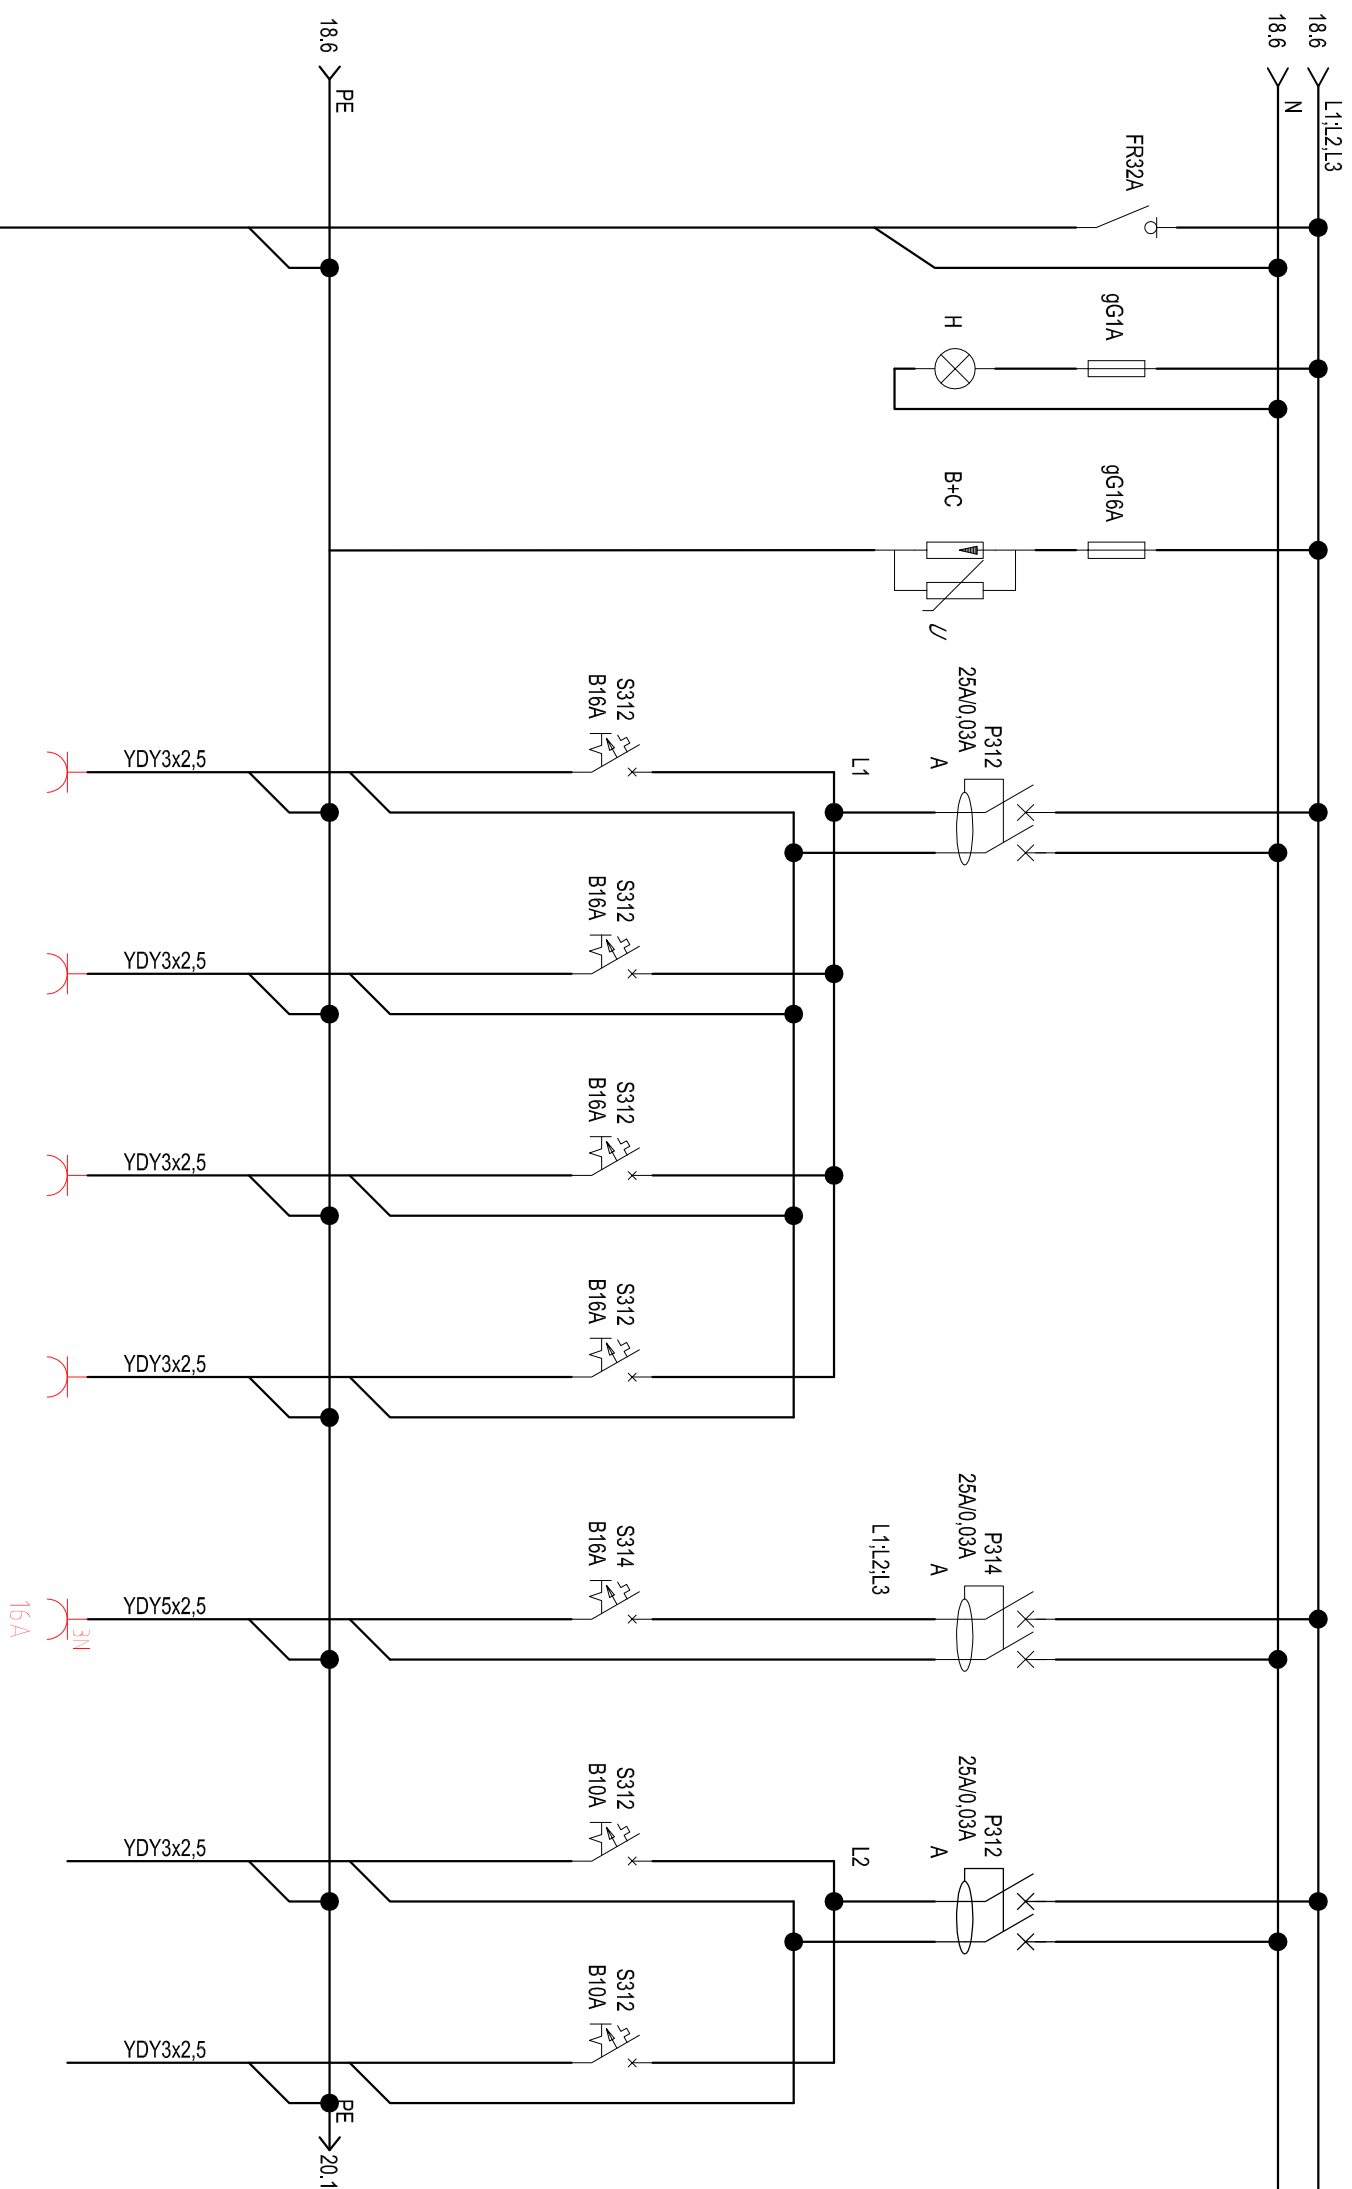 18.6
L1;L2,L3
18.6
N
18.6
PE
FR32A
gG1A
H
gG16A
B+C
U
P312
25A/0,03A
A
L1
S312
B16A
YDY3x2,5
S312
B16A
YDY3x2,5
S312
B16A
YDY3x2,5
S312
B16A
YDY3x2,5
P314
25A/0,03A
A
L1;L2;L3
S314
B16A
YDY5x2,5
3N
16A
P312
25A/0,03A
A
L2
S312
B10A
YDY3x2,5
S312
B10A
YDY3x2,5
PE
20.1